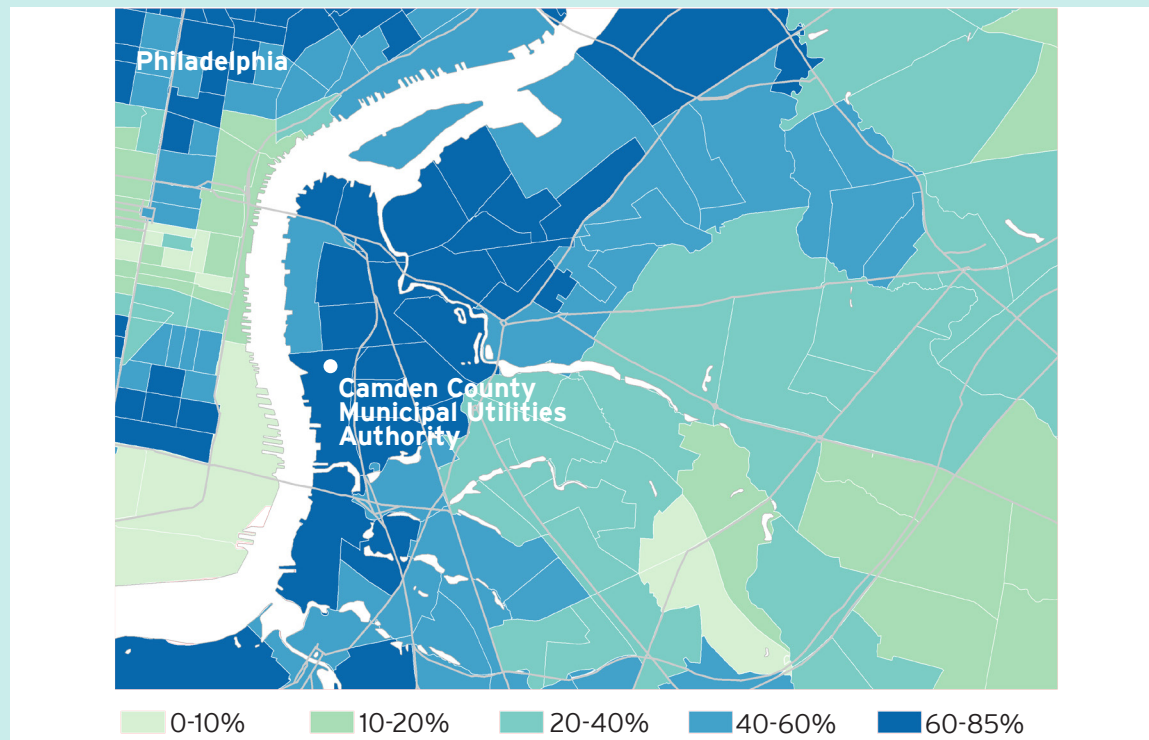 Philadelphia
Camden County
Municipal Utilities
Authority
0-10%
10-20%
20-40%
40-60%
60-85%